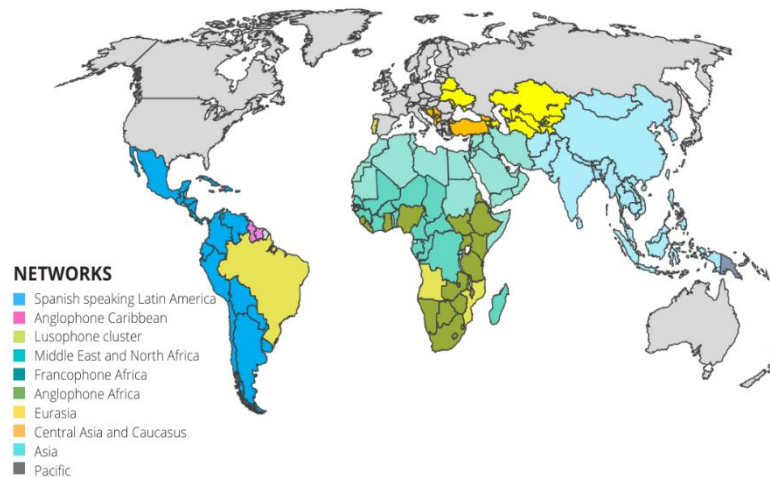 NETWORKS
Spanish speaking Latin America
Anglophone Caribbean
Lusophone cluster
Middle East and North Africa
Francophone Africa
Anglophone Africa
Eurasia
Central Asia and Caucasus
Asia
Pacific